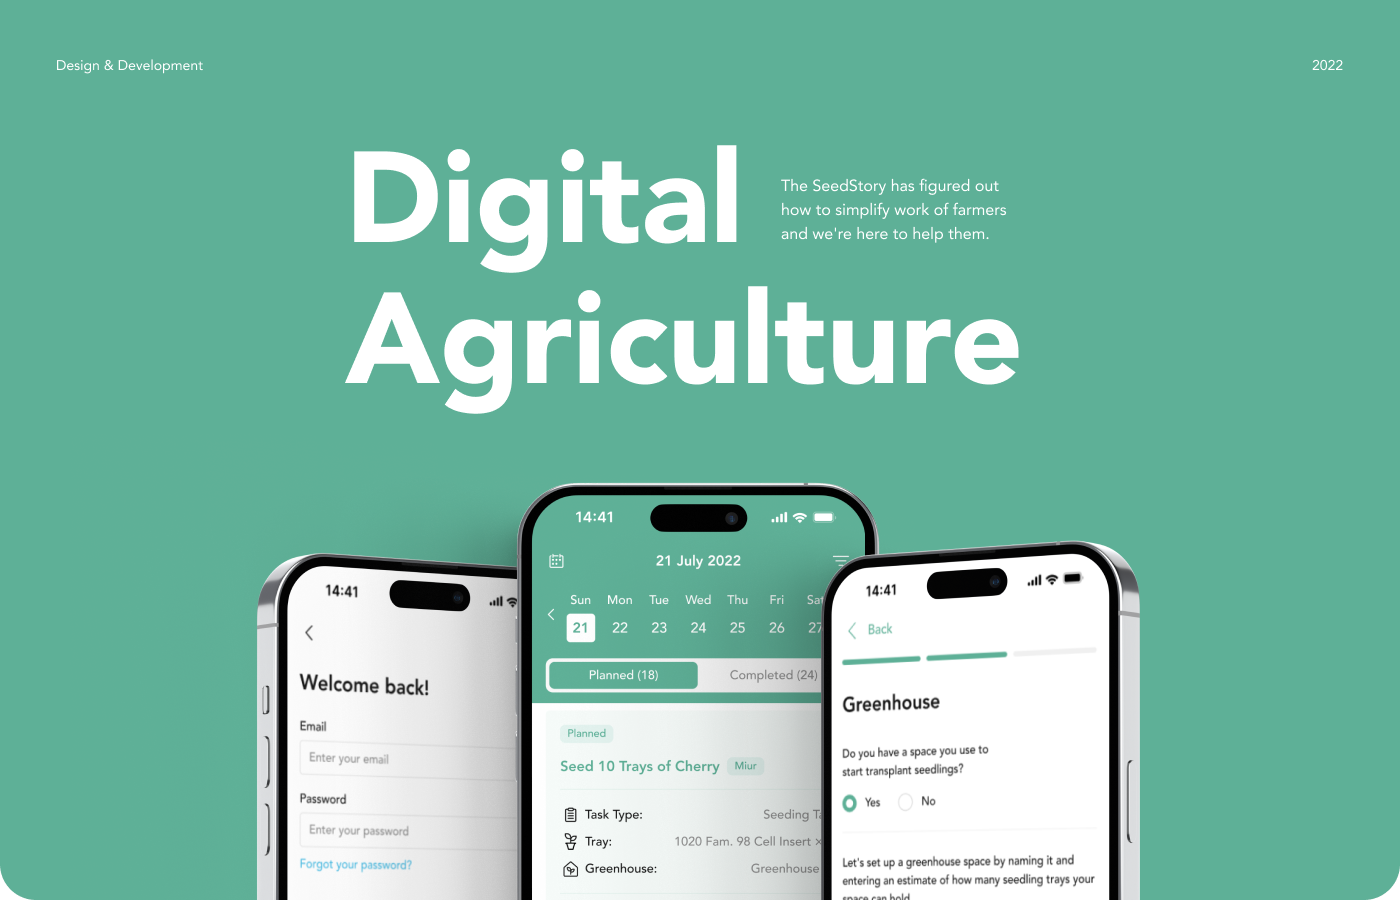 Design & Development
2022
Digital
Agriculture
The SeedStory has figured out
how to simplify work of farmers
and we're here to help them.
14:41
Welcome back!
Email
Enter your email
Password
Enter your password
Forgot your password?
14:41
21 July 2022
Sun Mon Tue Wed Thu Fri Sat
21 22 23 24 25 26 27
Planned (18) Completed (24)
Planned
Seed 10 Trays of Cherry Miur
Task Type: Seeding
Tray: 1020 Fam. 98 Cell Insert ×
Greenhouse: Greenhouse
14:41
Back
Greenhouse
Do you have a space you use to
start transplant seedlings?
Yes No
Let's set up a greenhouse space by naming it and
entering an estimate of how many seedling trays your
space can hold